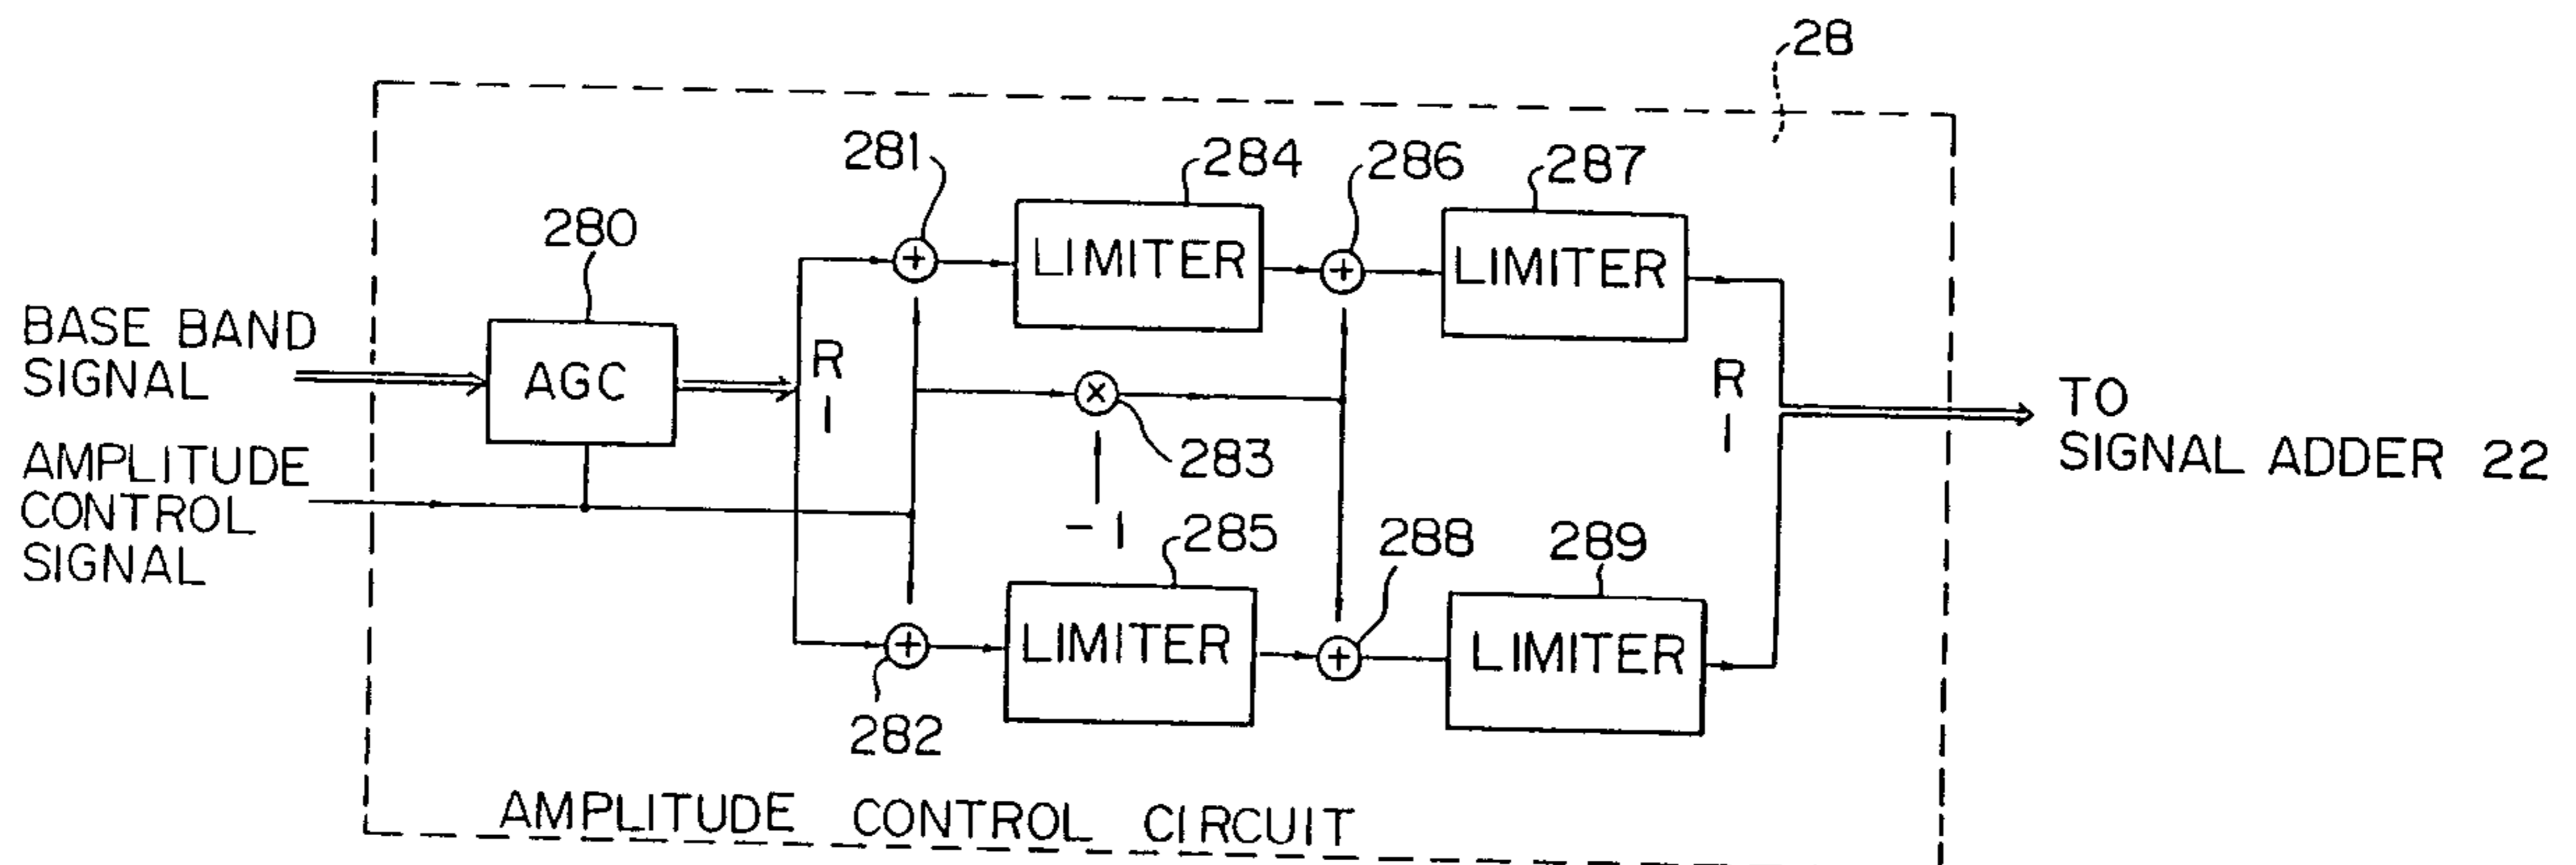 28
281
284
286
287
280
LIMITER
LIMITER
BASE BAND
SIGNAL
AGC
R
I
R
I
TO
SIGNAL ADDER 22
283
AMPLITUDE
CONTROL
SIGNAL
-1
285
288
289
LIMITER
LIMITER
282
AMPLITUDE CONTROL CIRCUIT